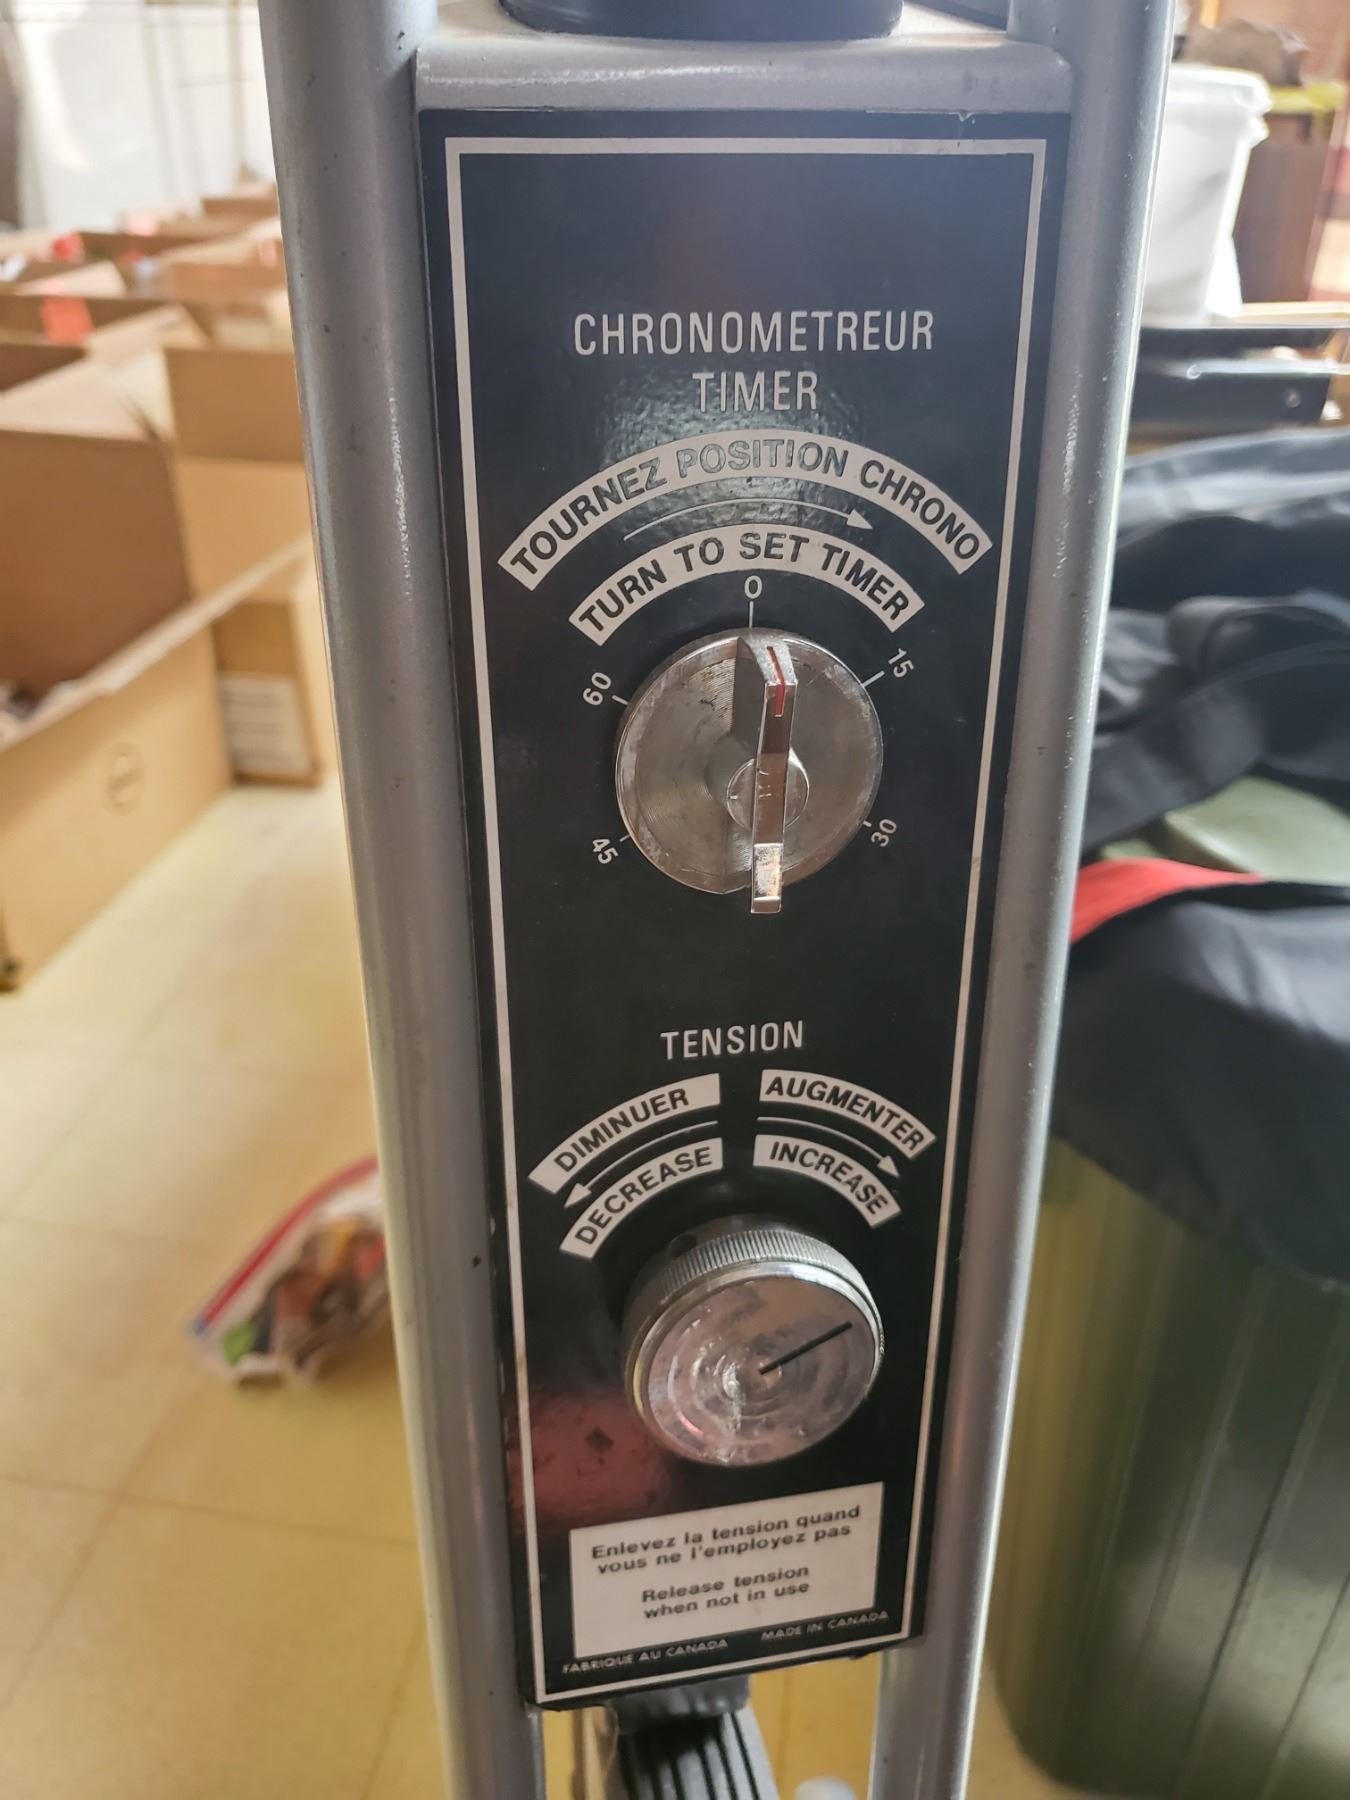 CHRONOMETREUR
TIMER
TOURNEZ POSITION CHRONO
TURN TO SET TIMER
0
15
30
45
60
TENSION
DIMINUER
AUGMENTER
DECREASE
INCREASE
Enlevez la tension quand
vous ne l'employez pas
Release tension
when not in use
FABRIQUE AU CANADA MADE IN CANADA